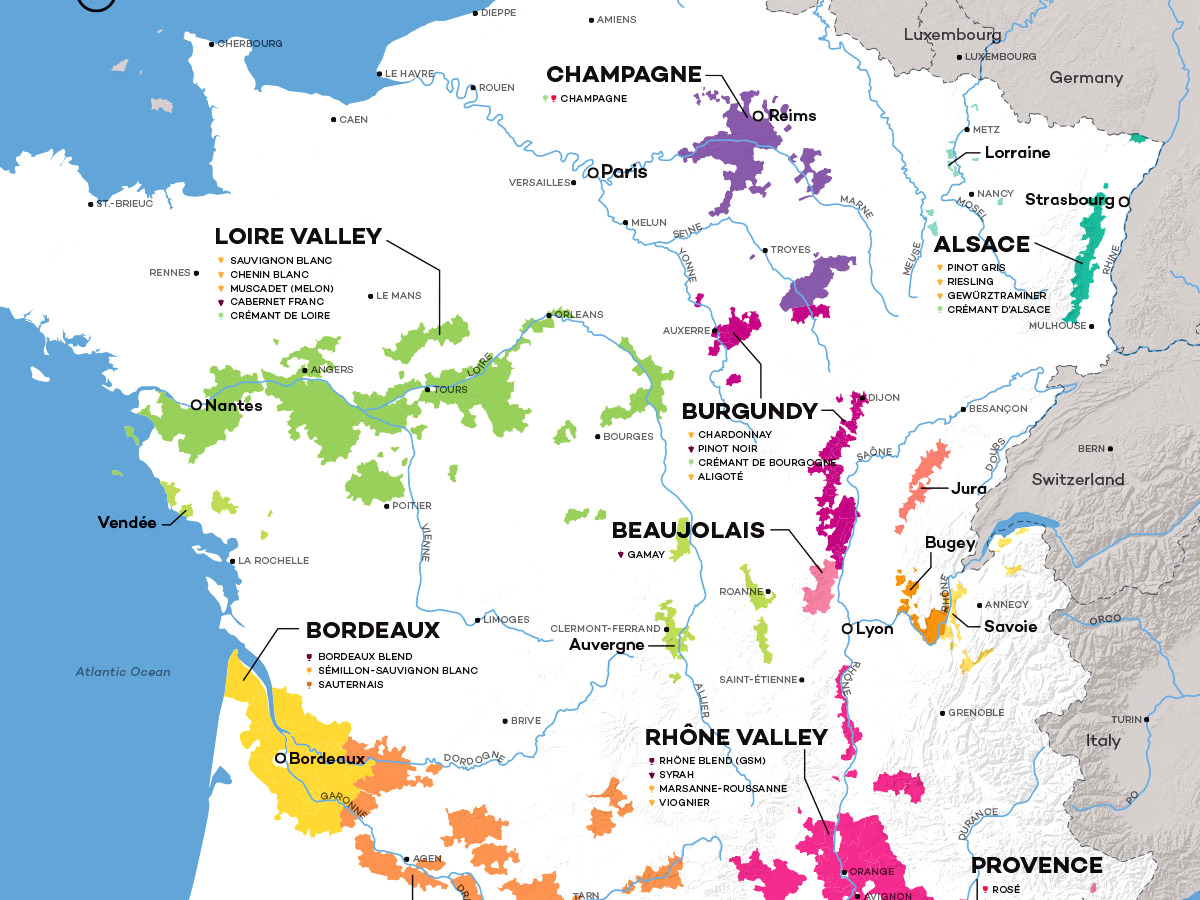 DIEPPE
AMIENS
Luxembourg
CHERBOURG
LUXEMBOURG
LE HAVRE
CHAMPAGNE
Germany
ROUEN
CHAMPAGNE
CAEN
Reims
METZ
Lorraine
Paris
VERSAILLES
NANCY
Strasbourg
ST.-BRIEUC
MARNE
MOSEL
MELUN
SEINE
LOIRE VALLEY
SAUVIGNON BLANC
CHENIN BLANC
MUSCADET (MELON)
CABERNET FRANC
CRÉMANT DE LOIRE
TROYES
ALSACE
PINOT GRIS
RIESLING
GEWÜRZTRAMINER
CRÉMANT D'ALSACE
MEUSE
RHINE
YONNE
RENNES
LE MANS
ORLEANS
AUXERRE
MULHOUSE
ANGERS
LOIRE
TOURS
Nantes
DIJON
BURGUNDY
CHARDONNAY
PINOT NOIR
CRÉMANT DE BOURGOGNE
ALIGOTÉ
BESANÇON
BOURGES
SAÔNE
DOUBS
BERN
Switzerland
Jura
POITIER
Vendée
VIENNE
BEAUJOLAIS
GAMAY
Bugey
LA ROCHELLE
ROANNE
RHÔNE
ANNECY
LIMOGES
CLERMONT-FERRAND
Auvergne
Lyon
Savoie
ORCO
BORDEAUX
BORDEAUX BLEND
SÉMILLON-SAUVIGNON BLANC
SAUTERNAIS
Atlantic Ocean
SAINT-ÉTIENNE
RHONE
ALLIER
BRIVE
GRENOBLE
TURIN
Italy
RHÔNE VALLEY
RHÔNE BLEND (GSM)
SYRAH
MARSANNE-ROUSSANNE
VIOGNIER
Bordeaux
DORDOGNE
GARONNE
PO
DURANCE
AGEN
ORANGE
PROVENCE
ROSÉ
TARN
AVIGNON